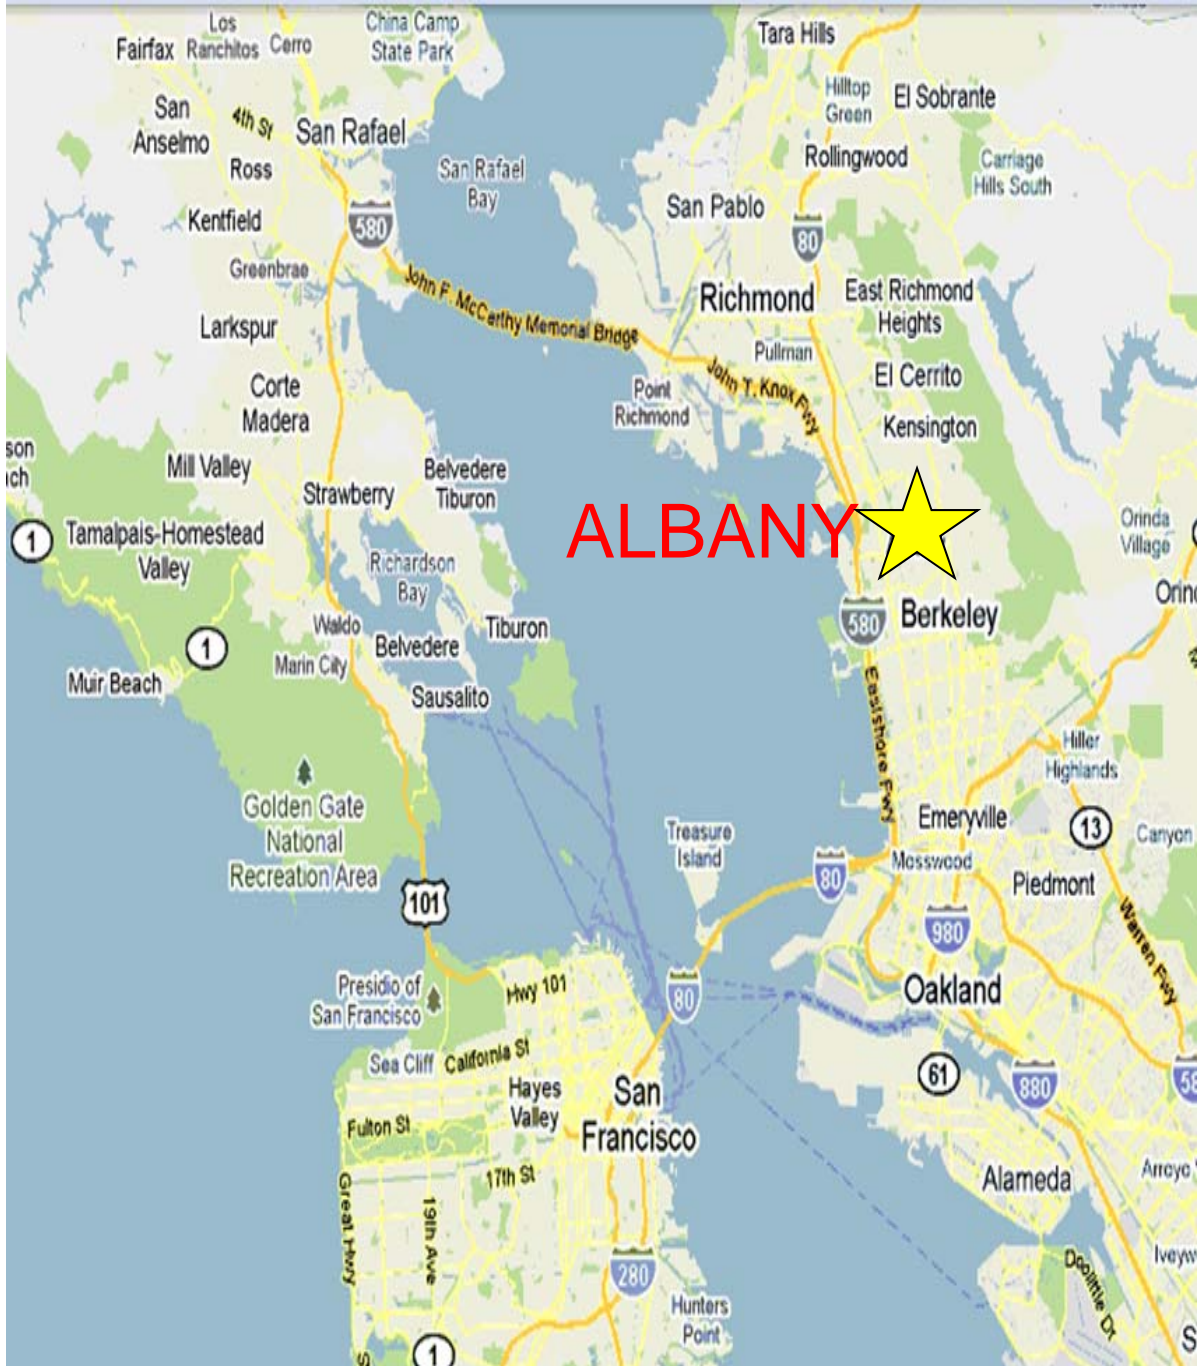 Los
Ranchitos
Fairfax
Cerro
China Camp
State Park
Tara Hills
Hilltop
Green
El Sobrante
San
Anselmo
4th St
San Rafael
Ross
San Rafael
Bay
Rollingwood
Carriage
Hills South
Kentfield
580
San Pablo
80
Greenbrae
John F. McCarthy Memorial Bridge
Richmond
East Richmond
Heights
Larkspur
Pullman
John T. Knox Fwy
El Cerrito
Corte
Madera
Point
Richmond
Kensington
son
ach
Mill Valley
Strawberry
Belvedere
Tiburon
ALBANY
1
Tamalpais-Homestead
Valley
Orinda
Village
Richardson
Bay
Orind
580
Berkeley
Waldo
1
Marin City
Belvedere
Tiburon
Muir Beach
Sausalito
Eastshore Fwy
Hiller
Highlands
Golden Gate
National
Recreation Area
Treasure
Island
Emeryville
13
Canyon
Mosswood
80
Piedmont
101
980
Warren Fwy
Presidio of
San Francisco
Hwy 101
80
Oakland
Sea Cliff
California St
61
880
58
Hayes
Valley
San
Francisco
Fulton St
17th St
Alameda
Arroyo
Great Hwy
19th Ave
280
Doolittle Dr
Iveyw
Hunters
Point
1
S
S